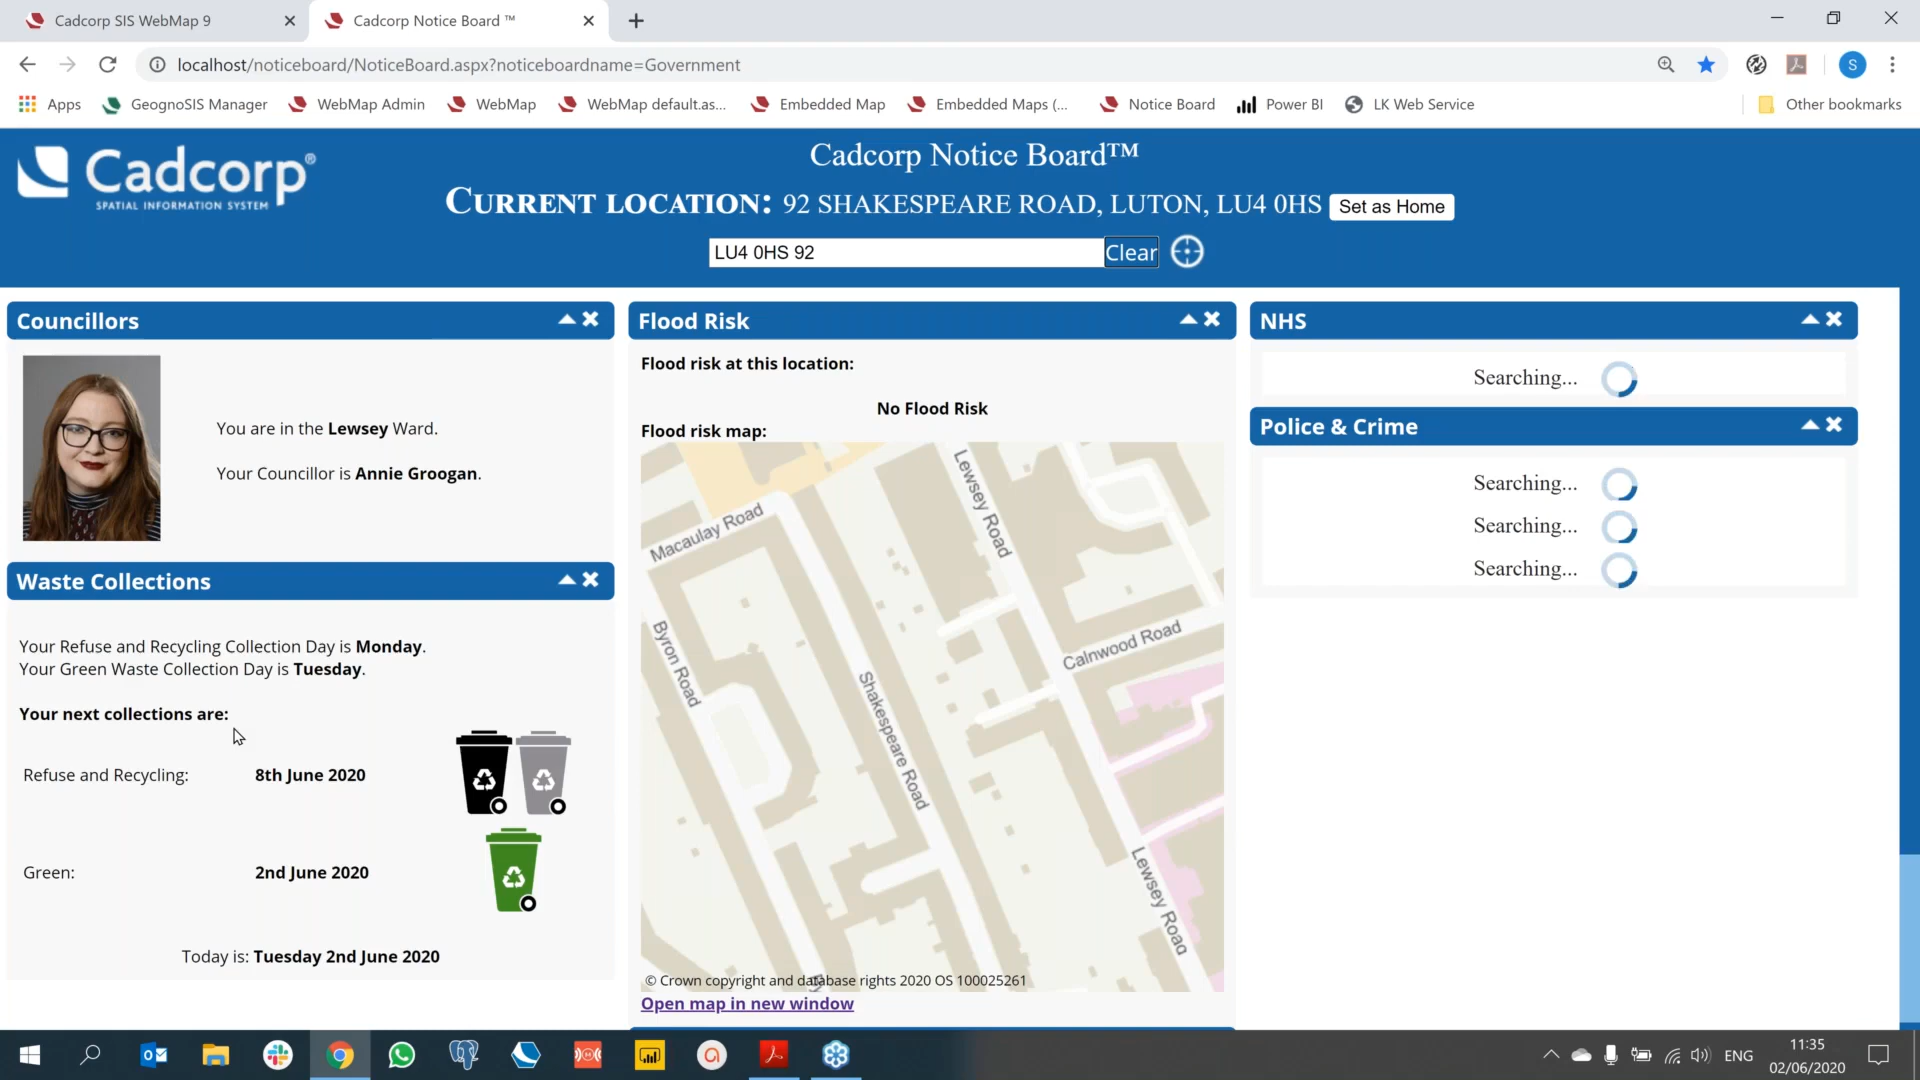 Cadcorp SIS WebMap 9
Cadcorp Notice Board ™
localhost/noticeboard/NoticeBoard.aspx?noticeboardname=Government
S
Apps
GeognoSIS Manager
WebMap Admin
WebMap
WebMap default.as...
Embedded Map
Embedded Maps (...
Notice Board
Power BI
LK Web Service
Other bookmarks
Cadcorp®
SPATIAL INFORMATION SYSTEM
Cadcorp Notice Board™
CURRENT LOCATION: 92 SHAKESPEARE ROAD, LUTON, LU4 0HS
Set as Home
LU4 0HS 92
Clear
Councillors
You are in the Lewsey Ward.
Your Councillor is Annie Groogan.
Waste Collections
Your Refuse and Recycling Collection Day is Monday.
Your Green Waste Collection Day is Tuesday.
Your next collections are:
Refuse and Recycling: 8th June 2020
Green: 2nd June 2020
Today is: Tuesday 2nd June 2020
Flood Risk
Flood risk at this location:
No Flood Risk
Flood risk map:
Lewsey Road
Macaulay Road
Byron Road
Calnwood Road
Shakespeare Road
Lewsey Road
© Crown copyright and database rights 2020 OS 100025261
Open map in new window
NHS
Searching...
Police & Crime
Searching...
Searching...
Searching...
ENG
11:35
02/06/2020